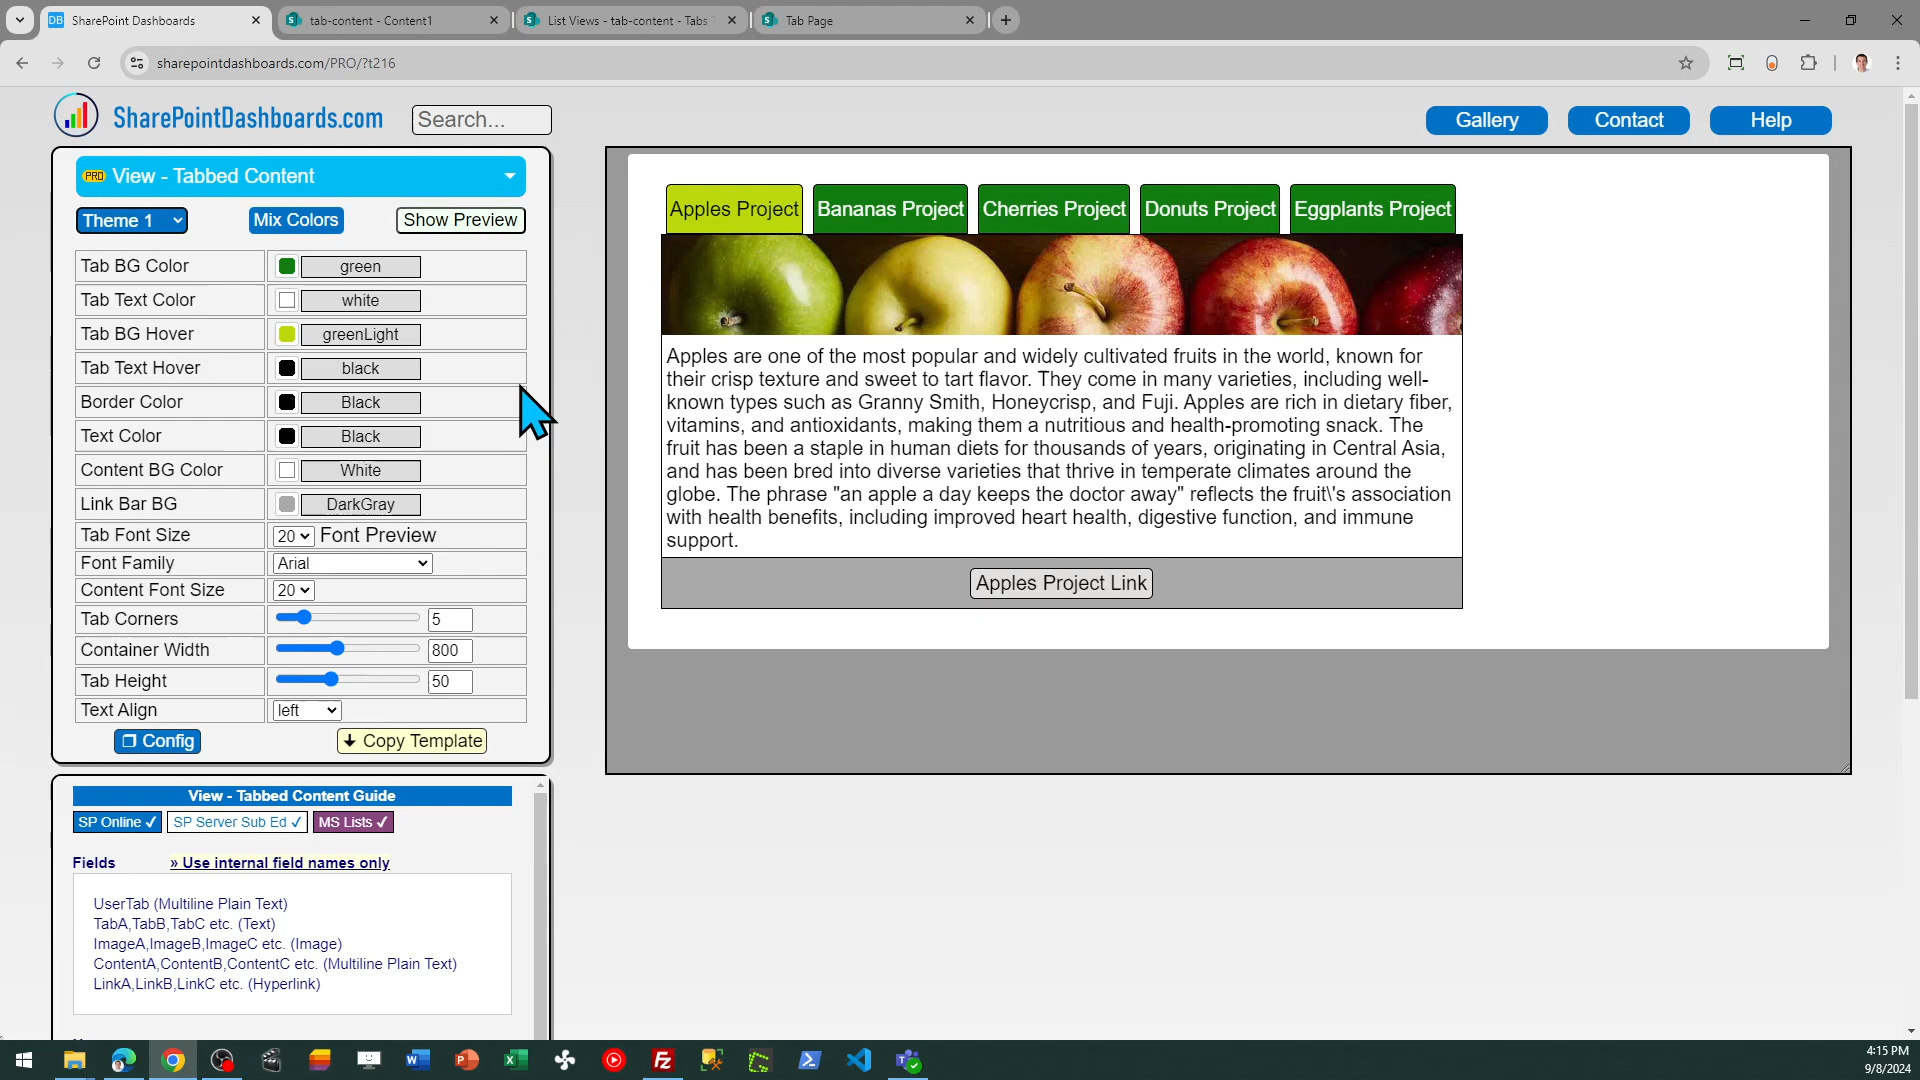 SharePoint Dashboards
tab-content - Content1
List Views - tab-content - Tabs
Tab Page
sharepointdashboards.com/PRO/?t216
SharePointDashboards.com
Search...
Gallery
Contact
Help
PRO View - Tabbed Content
Theme 1
Mix Colors
Show Preview
Tab BG Color
green
Tab Text Color
white
Tab BG Hover
greenLight
Tab Text Hover
black
Border Color
Black
Text Color
Black
Content BG Color
White
Link Bar BG
DarkGray
Tab Font Size
20
Font Preview
Font Family
Arial
Content Font Size
20
Tab Corners
5
Container Width
800
Tab Height
50
Text Align
left
Config
Copy Template
View - Tabbed Content Guide
SP Online ✓
SP Server Sub Ed ✓
MS Lists ✓
Fields
» Use internal field names only
UserTab (Multiline Plain Text)
TabA,TabB,TabC etc. (Text)
ImageA,ImageB,ImageC etc. (Image)
ContentA,ContentB,ContentC etc. (Multiline Plain Text)
LinkA,LinkB,LinkC etc. (Hyperlink)
Apples Project
Bananas Project
Cherries Project
Donuts Project
Eggplants Project
Apples are one of the most popular and widely cultivated fruits in the world, known for
their crisp texture and sweet to tart flavor. They come in many varieties, including well-
known types such as Granny Smith, Honeycrisp, and Fuji. Apples are rich in dietary fiber,
vitamins, and antioxidants, making them a nutritious and health-promoting snack. The
fruit has been a staple in human diets for thousands of years, originating in Central Asia,
and has been bred into diverse varieties that thrive in temperate climates around the
globe. The phrase "an apple a day keeps the doctor away" reflects the fruit\'s association
with health benefits, including improved heart health, digestive function, and immune
support.
Apples Project Link
4:15 PM
9/8/2024